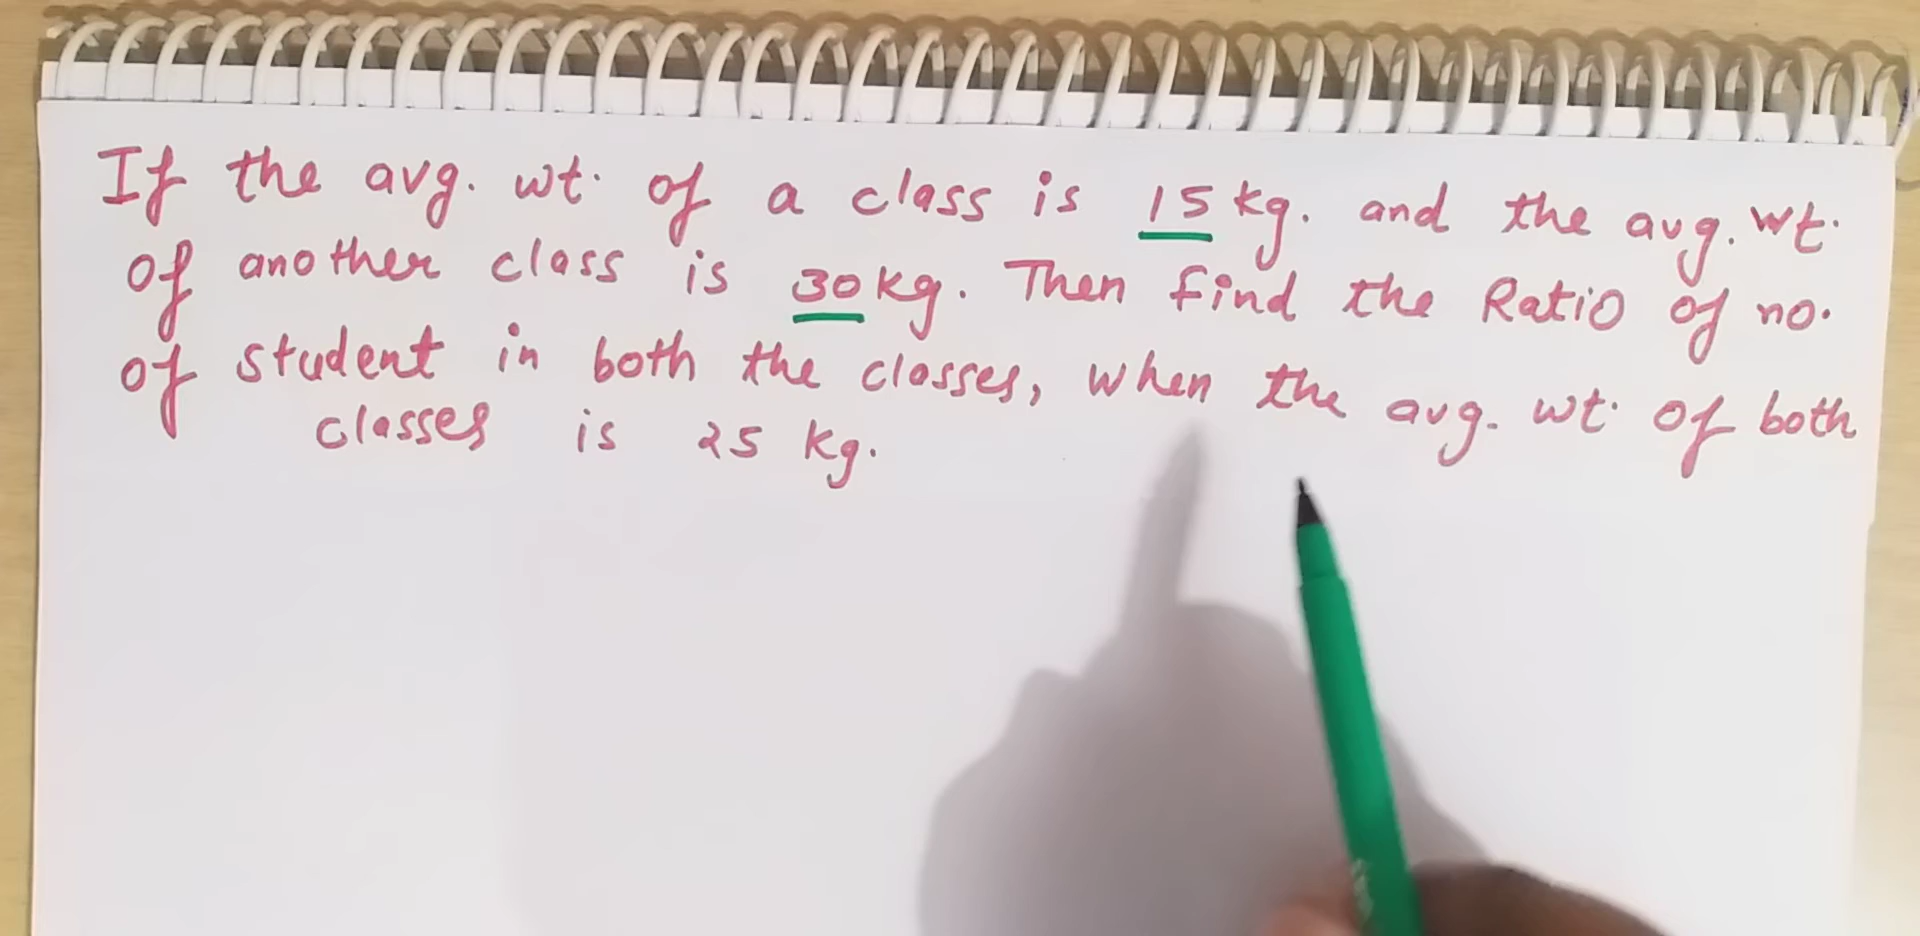 If the avg. wt. of a class is 15 kg. and the avg. wt.
of another class is 30 kg. Then find the Ratio of no.
of student in both the classes, when the avg. wt. of both
classes is 25 kg.